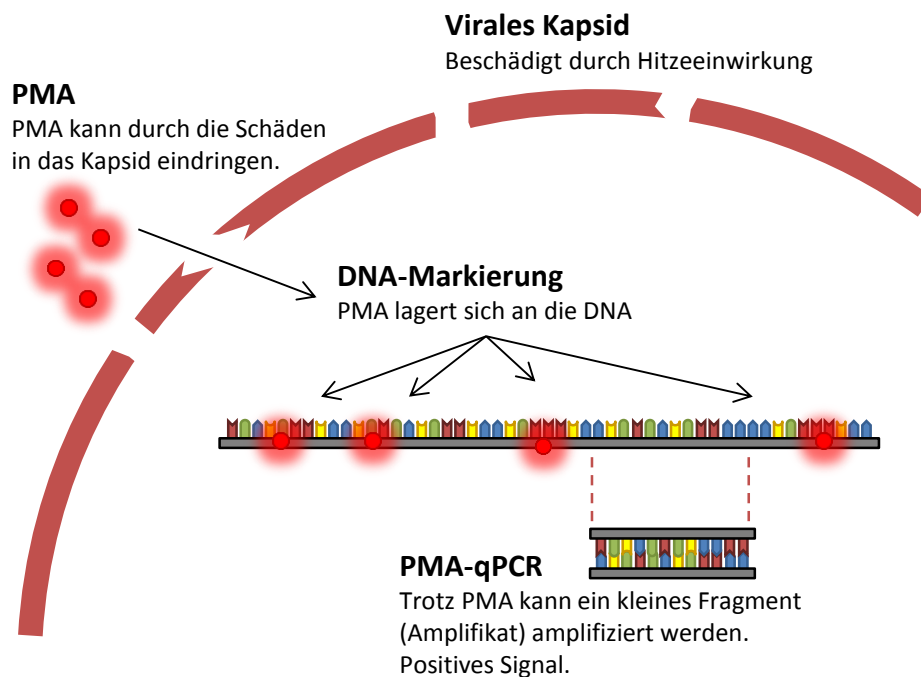 Virales Kapsid
Beschädigt durch Hitzeeinwirkung
PMA
PMA kann durch die Schäden
in das Kapsid eindringen.
DNA-Markierung
PMA lagert sich an die DNA
PMA-qPCR
Trotz PMA kann ein kleines Fragment
(Amplifikat) amplifiziert werden.
Positives Signal.